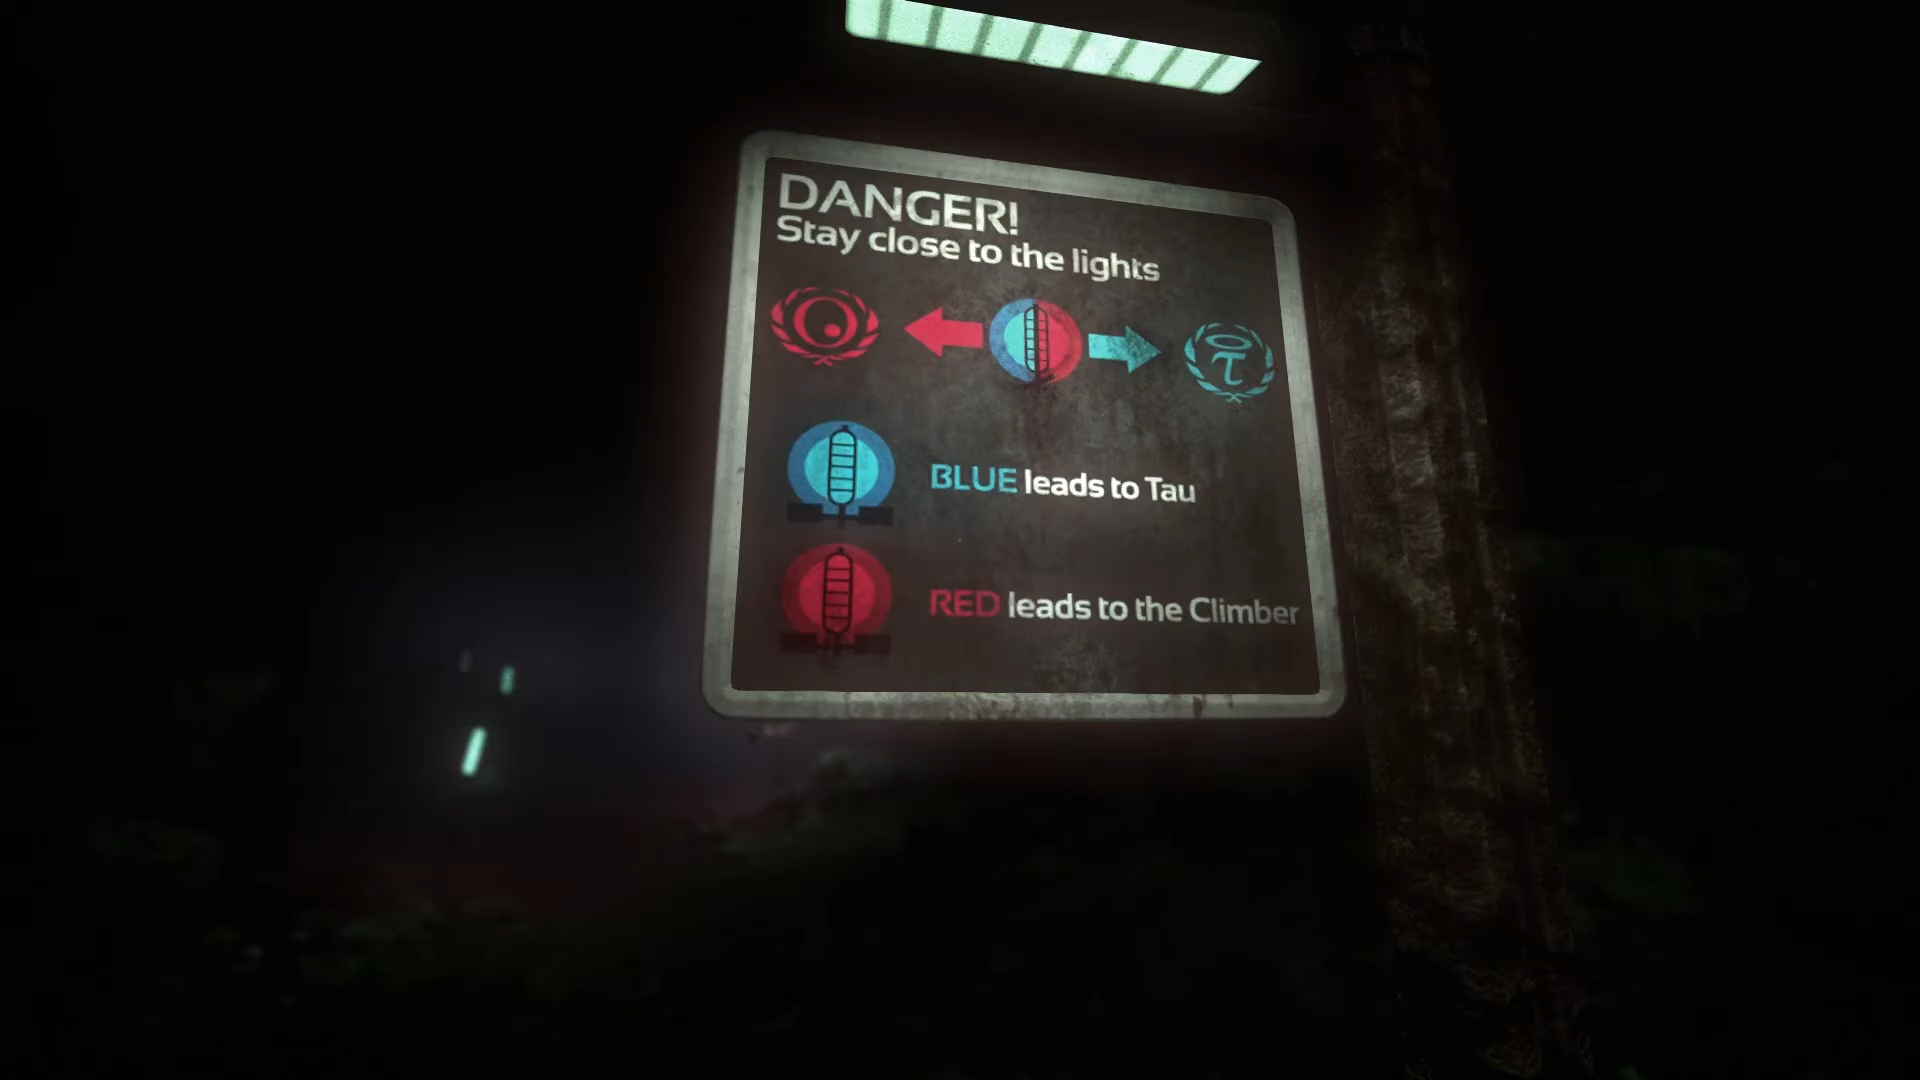 DANGER!
Stay close to the lights
τ
BLUE leads to Tau
RED leads to the Climber